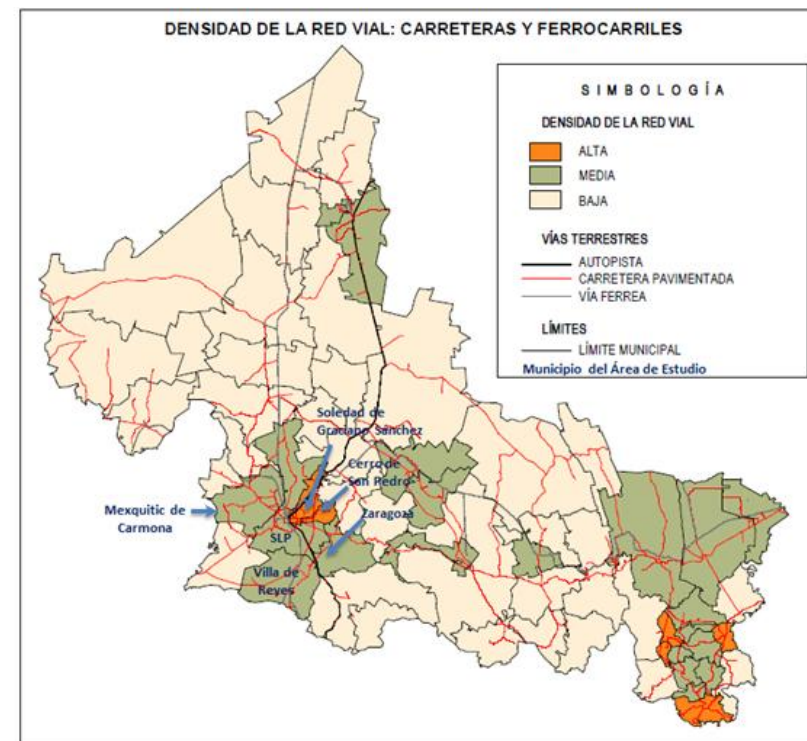 DENSIDAD DE LA RED VIAL: CARRETERAS Y FERROCARRILES
SIMBOLOGÍA
DENSIDAD DE LA RED VIAL
ALTA
MEDIA
BAJA
VÍAS TERRESTRES
AUTOPISTA
CARRETERA PAVIMENTADA
VÍA FERREA
LÍMITES
LÍMITE MUNICIPAL
Municipio del Área de Estudio
Soledad de
Graciano Sanchez
Cerro de
San Pedro
Mexquitic de
Carmona
Zaragoza
SLP
Villa de
Reyes